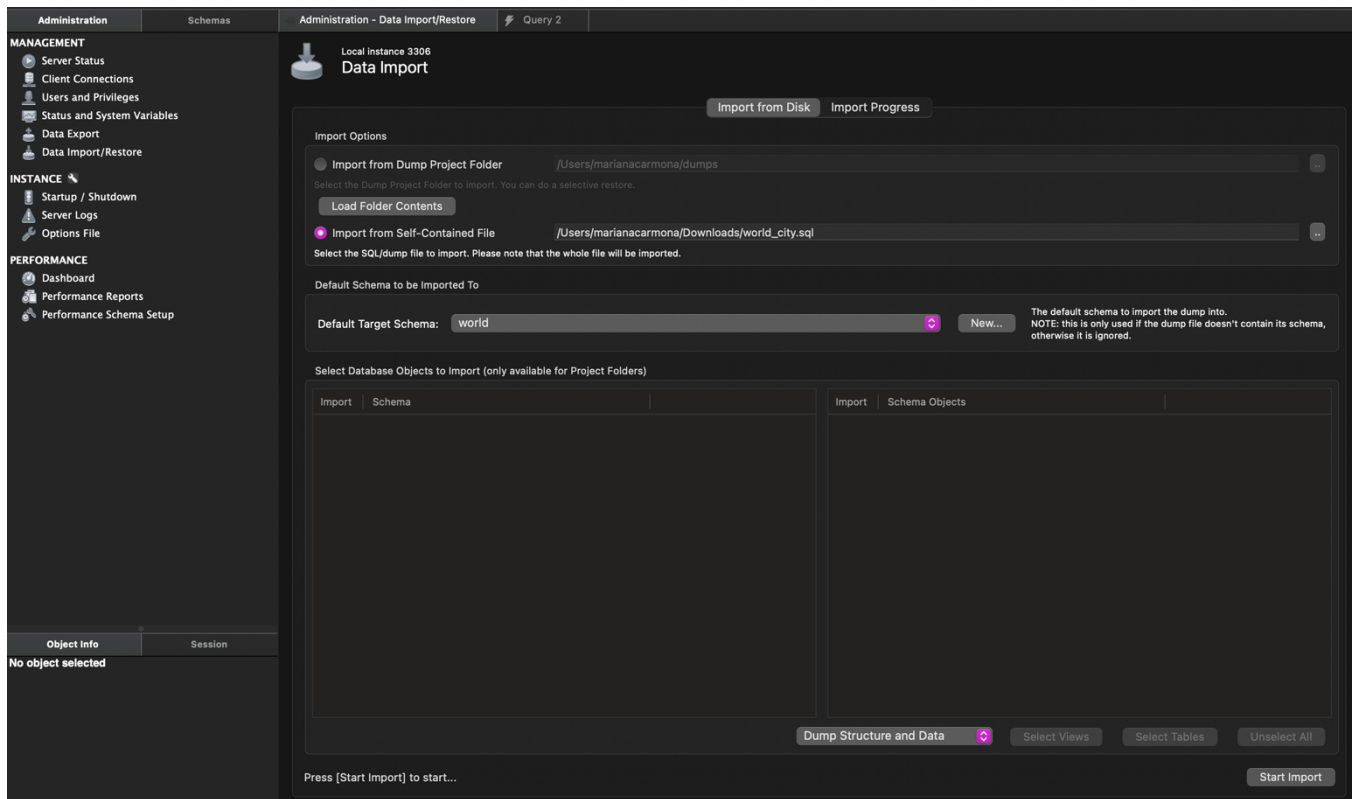 Administration
Schemas
Administration - Data Import/Restore
Query 2
MANAGEMENT
Server Status
Client Connections
Users and Privileges
Status and System Variables
Data Export
Data Import/Restore
INSTANCE
Startup / Shutdown
Server Logs
Options File
PERFORMANCE
Dashboard
Performance Reports
Performance Schema Setup
Object Info
Session
No object selected
Local instance 3306
Data Import
Import from Disk
Import Progress
Import Options
Import from Dump Project Folder
/Users/marianacarmona/dumps
..
Select the Dump Project Folder to import. You can do a selective restore.
Load Folder Contents
Import from Self-Contained File
/Users/marianacarmona/Downloads/world_city.sql
..
Select the SQL/dump file to import. Please note that the whole file will be imported.
Default Schema to be Imported To
Default Target Schema:
world
New...
The default schema to import the dump into.
NOTE: this is only used if the dump file doesn't contain its schema,
otherwise it is ignored.
Select Database Objects to Import (only available for Project Folders)
Import
Schema
Import
Schema Objects
Dump Structure and Data
Select Views
Select Tables
Unselect All
Press [Start Import] to start...
Start Import